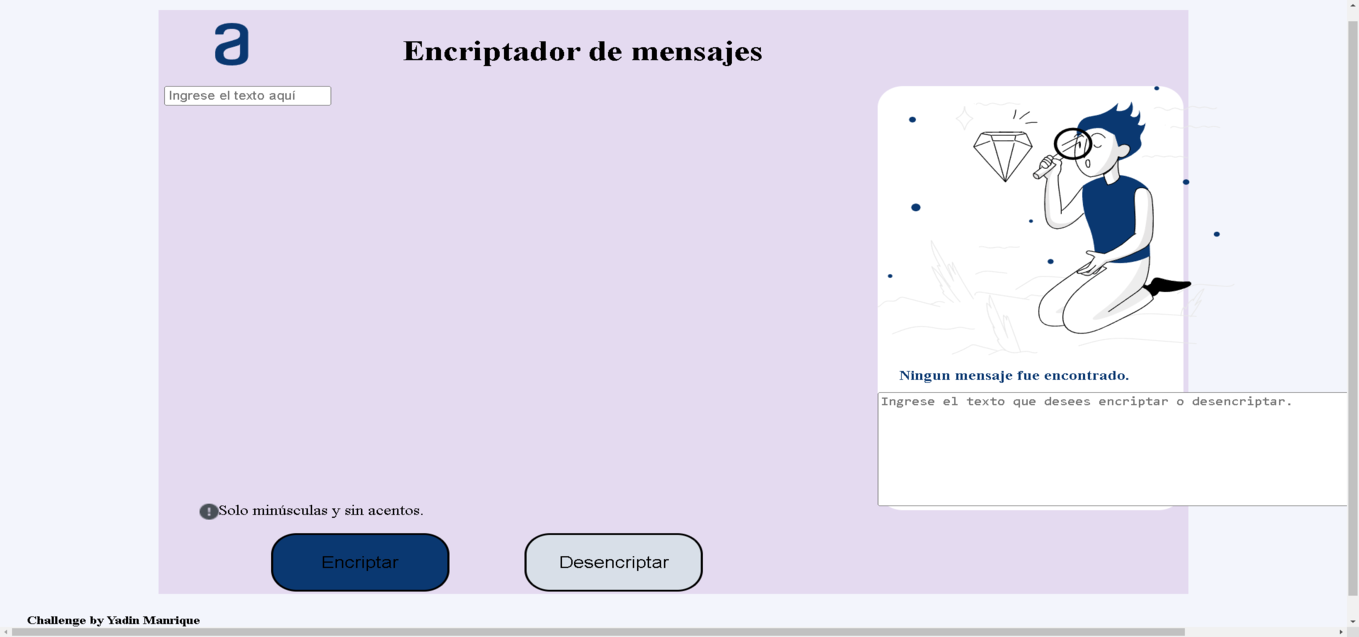 a
Encriptador de mensajes
Ingrese el texto aquí
Ningun mensaje fue encontrado.
Ingrese el texto que desees encriptar o desencriptar.
!Solo minúsculas y sin acentos.
Encriptar
Desencriptar
Challenge by Yadin Manrique